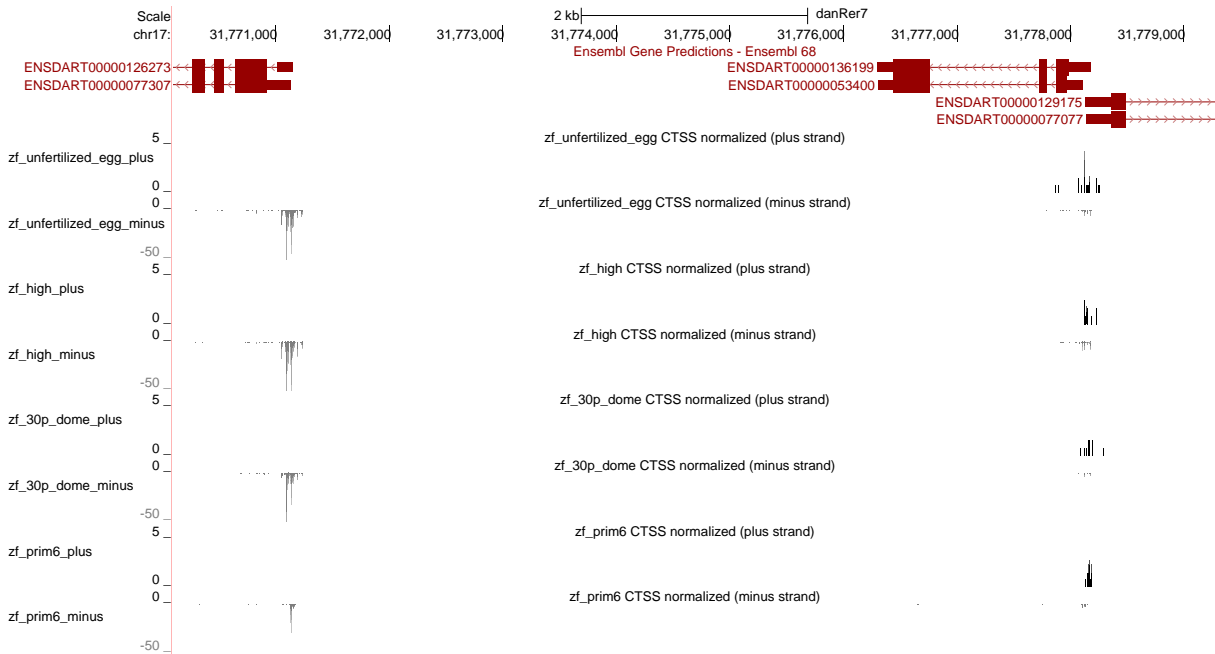 Scale 2 kb danRer7
chr17: 31,771,000 31,772,000 31,773,000 31,774,000 31,775,000 31,776,000 31,777,000 31,778,000 31,779,000
Ensembl Gene Predictions - Ensembl 68
ENSDART00000126273 ENSDART00000136199
ENSDART00000077307 ENSDART00000053400
ENSDART00000129175
ENSDART00000077077
zf_unfertilized_egg CTSS normalized (plus strand)
5
zf_unfertilized_egg_plus
0
zf_unfertilized_egg CTSS normalized (minus strand)
0
zf_unfertilized_egg_minus
-50
zf_high CTSS normalized (plus strand)
5
zf_high_plus
0
zf_high CTSS normalized (minus strand)
0
zf_high_minus
-50
zf_30p_dome CTSS normalized (plus strand)
5
zf_30p_dome_plus
0
zf_30p_dome CTSS normalized (minus strand)
0
zf_30p_dome_minus
-50
zf_prim6 CTSS normalized (plus strand)
5
zf_prim6_plus
0
zf_prim6 CTSS normalized (minus strand)
0
zf_prim6_minus
-50